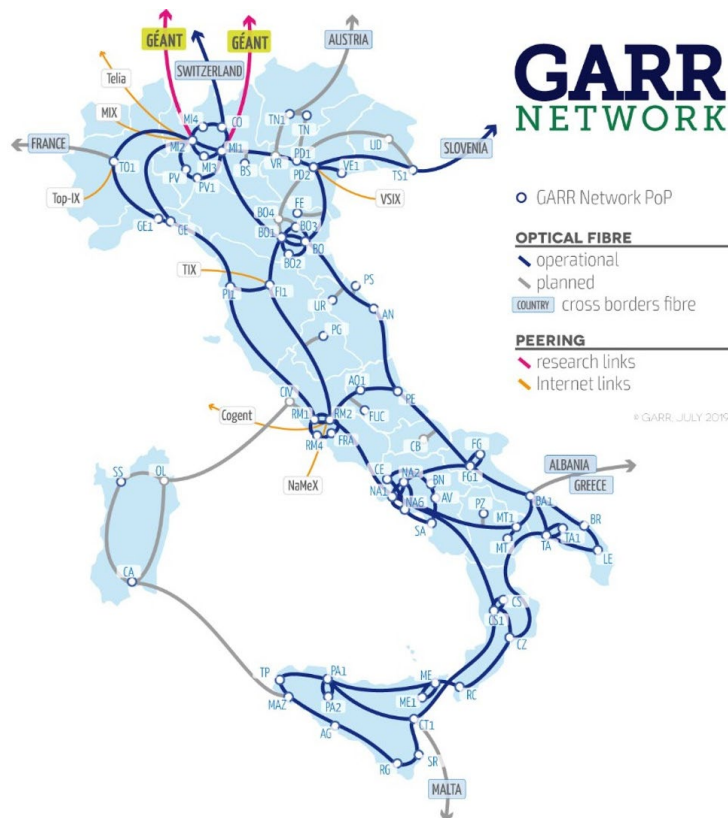 GÉANT
GÉANT
AUSTRIA
SWITZERLAND
Telia
MIX
GARR
NETWORK
FRANCE
SLOVENIA
MI4
CO
MI2
MI1
MI3
TN1
TN
UD
TO1
PV
PV1
BS
VR
PD1
PD2
VE1
TS1
Top-IX
VSIX
GE1
GE
FE
BO4
BO3
BO1
BO
BO2
GARR Network PoP
OPTICAL FIBRE
operational
planned
COUNTRY cross borders fibre
PEERING
research links
Internet links
© GARR, JULY 2019
TIX
PI1
FI1
PS
UR
AN
PG
CIV
AQ1
PE
Cogent
RM1
RM2
FUC
RM4
FRA
CB
NaMeX
FG
FG1
ALBANIA
GREECE
SS
OL
CE
NA2
BN
NA1
NA6
AV
PZ
MT1
BA1
SA
MT
TA
TA1
BR
LE
CA
CS
CS1
CZ
TP
PA1
ME
ME1
RC
MAZ
PA2
AG
CT1
RG
SR
MALTA